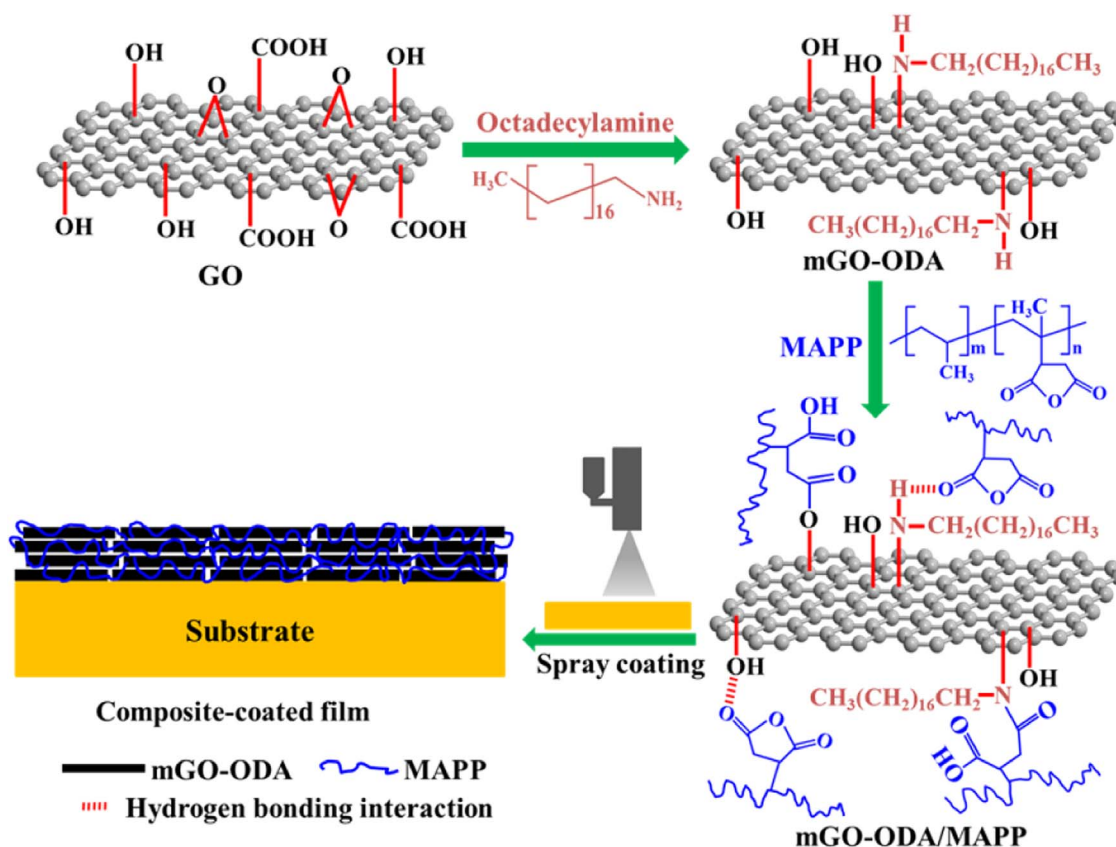 OH
COOH
O
O
OH
OH
OH
COOH
O
COOH
GO
Octadecylamine
H₃C
16
NH₂
OH
HO
H
N
CH₂(CH₂)₁₆CH₃
OH
CH₃(CH₂)₁₆CH₂
N
H
OH
mGO-ODA
MAPP
m
CH₃
H₃C
n
O
O
O
OH
O
O
O
O
O
O
H
HO
N
CH₂(CH₂)₁₆CH₃
OH
OH
CH₃(CH₂)₁₆CH₂
N
O
O
O
O
O
HO
mGO-ODA/MAPP
Spray coating
Substrate
Composite-coated film
mGO-ODA
MAPP
Hydrogen bonding interaction